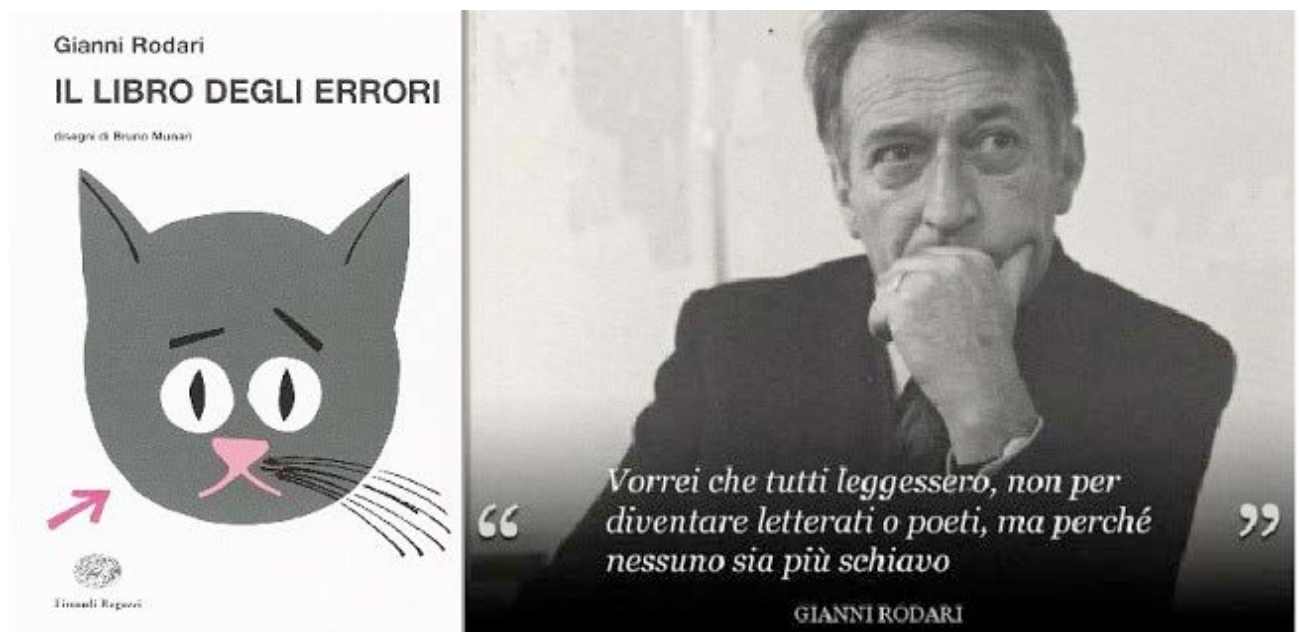 Gianni Rodari
IL LIBRO DEGLI ERRORI
disegni di Bruno Munari
Einaudi Ragazzi
“ Vorrei che tutti leggessero, non per
diventare letterati o poeti, ma perché
nessuno sia più schiavo ”
GIANNI RODARI